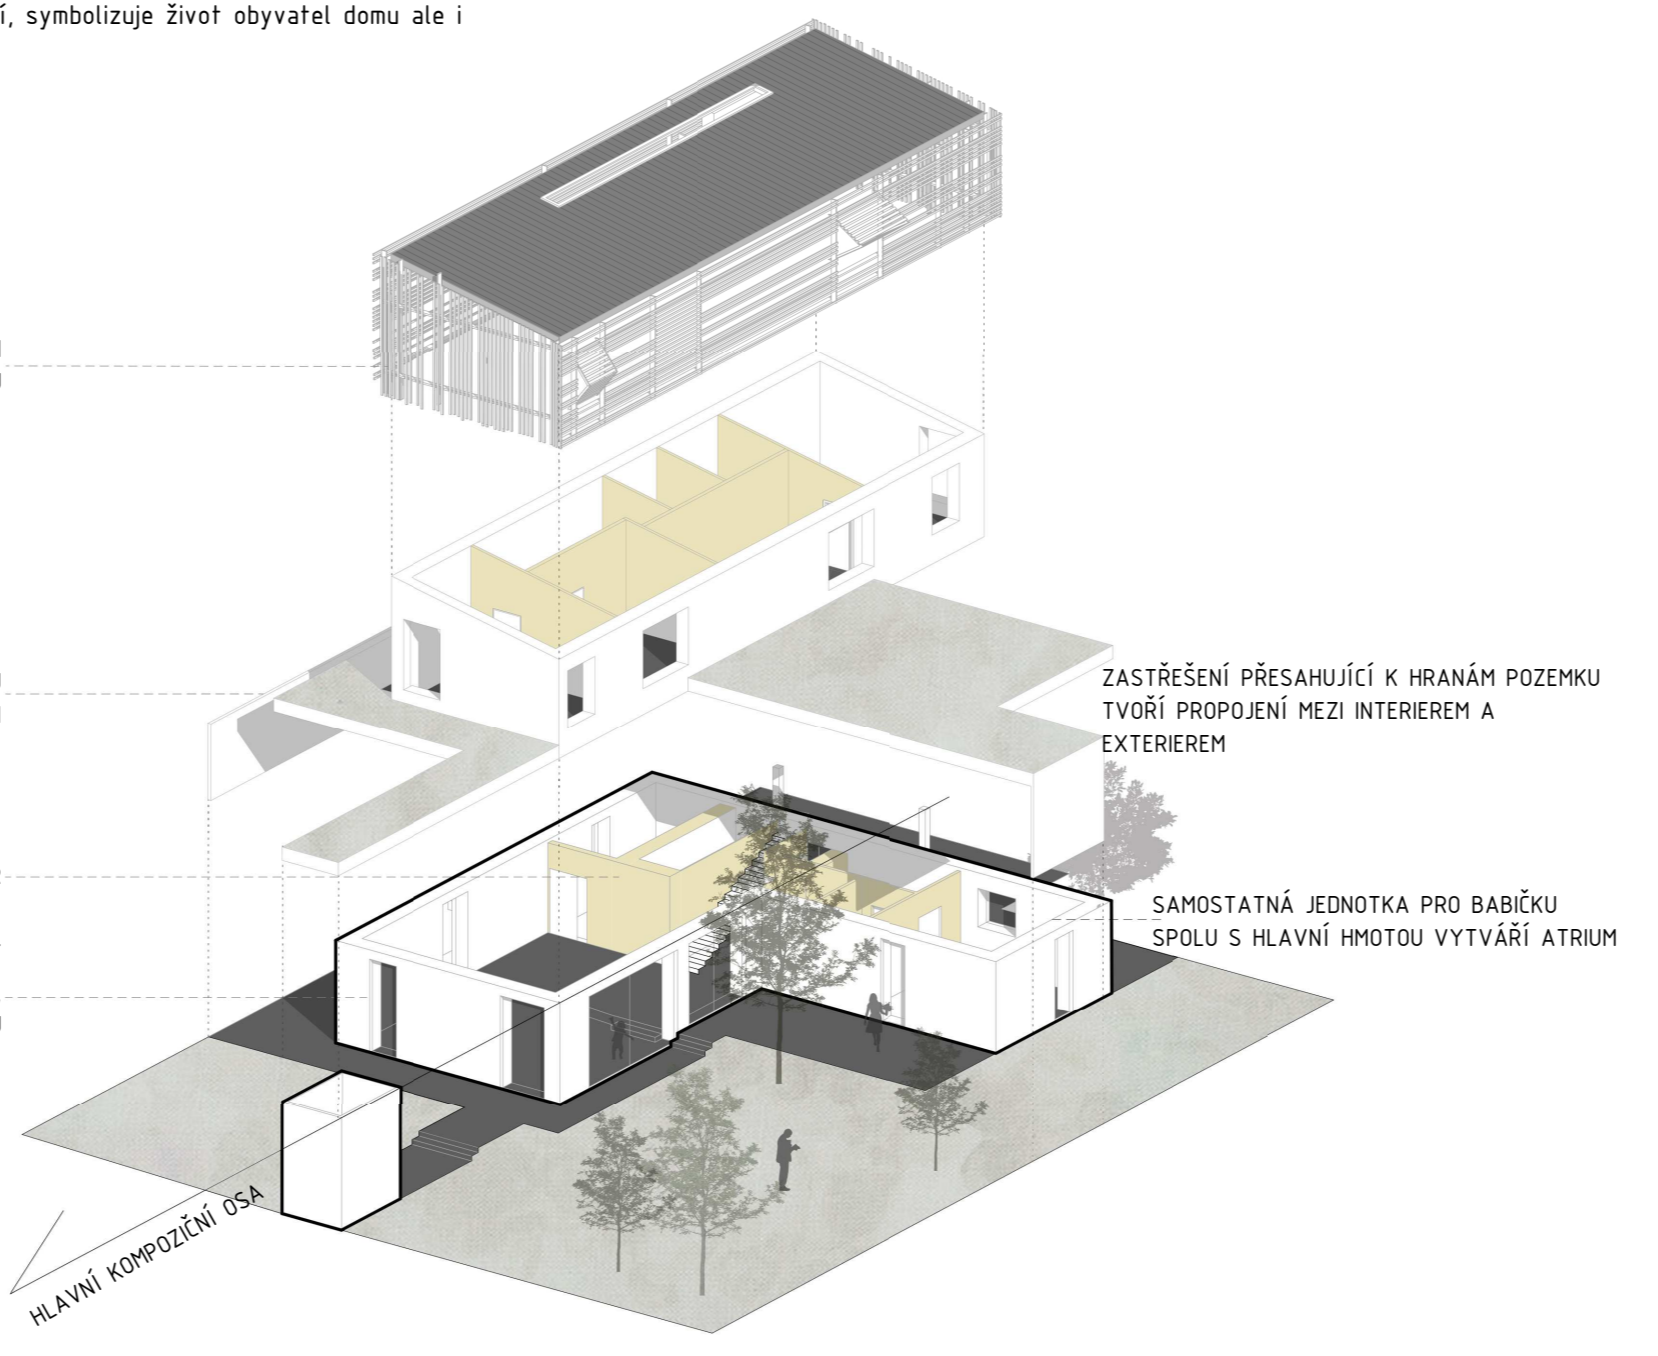 í, symbolizuje život obyvatel domu ale i
ZASTŘEŠENÍ PŘESAHUJÍCÍ K HRANÁM POZEMKU
TVOŘÍ PROPOJENÍ MEZI INTERIEREM A
EXTERIEREM
SAMOSTATNÁ JEDNOTKA PRO BABIČKU
SPOLU S HLAVNÍ HMOTOU VYTVÁŘÍ ATRIUM
HLAVNÍ KOMPOZIČNÍ OSA